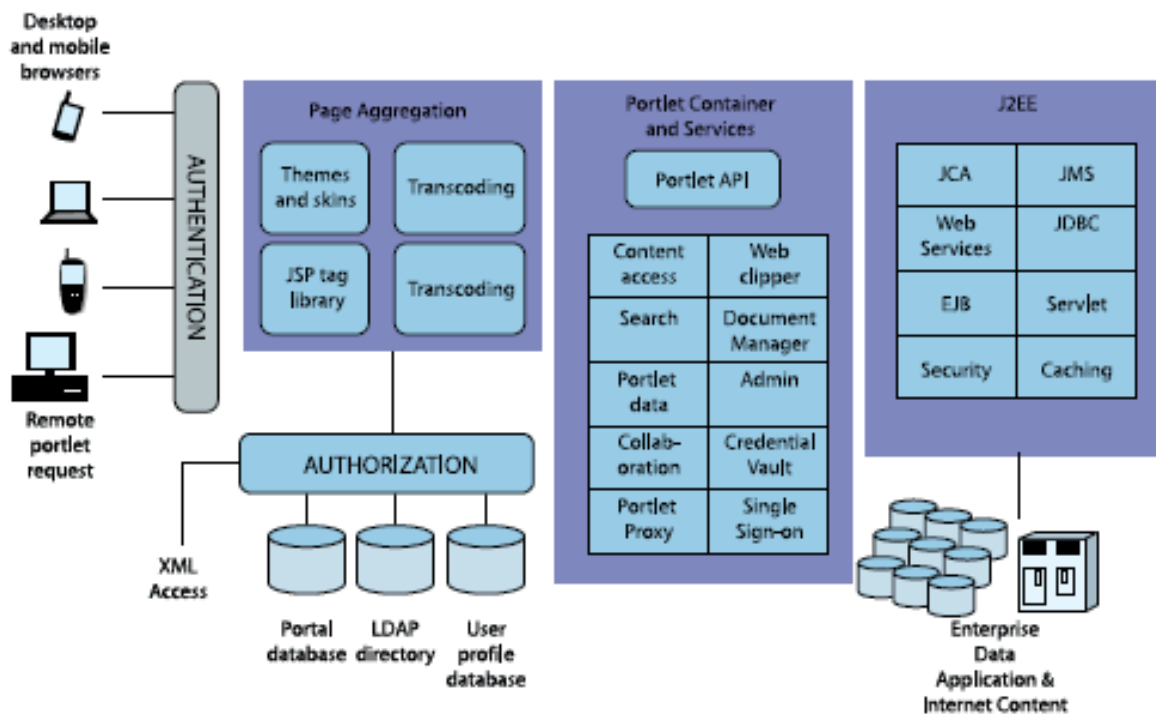 Desktop
and mobile
browsers
AUTHENTICATION
Remote
portlet
request
Page Aggregation
Themes
and skins
Transcoding
JSP tag
library
Transcoding
AUTHORIZATION
XML
Access
Portal
database
LDAP
directory
User
profile
database
Portlet Container
and Services
Portlet API
Content
access
Web
clipper
Search
Document
Manager
Portlet
data
Admin
Collab-
oration
Credential
Vault
Portlet
Proxy
Single
Sign-on
J2EE
JCA
JMS
Web
Services
JDBC
EJB
Servlet
Security
Caching
Enterprise
Data
Application &
Internet Content